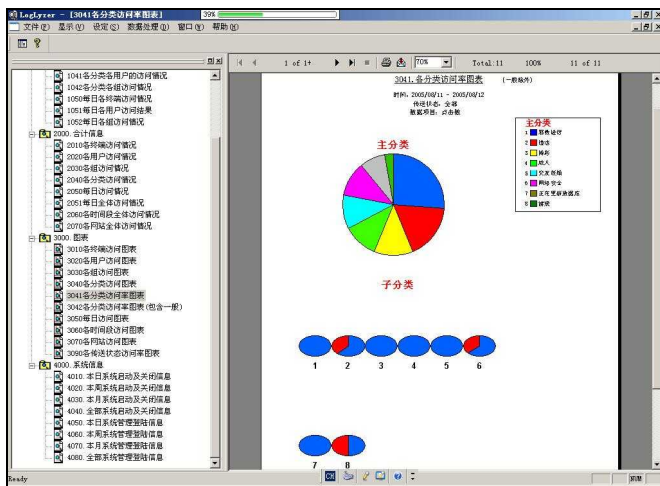 LogLyzer - [3041各分类访问率图表]
39%
文件(F) 显示(V) 设定(S) 数据处理(D) 窗口(W) 帮助(H)
1 of 1+
70%
Total:11
100%
11 of 11
1041各分类各用户的访问情况
1042各分类各组访问情况
1050每日各终端访问情况
1051每日各用户访问结果
1052每日各组访问情况
2000. 合计信息
2010各终端访问情况
2020各用户访问情况
2030各组访问情况
2040各分类访问情况
2050每日访问情况
2051每日全体访问情况
2060各时间段全体访问情况
2070各网站全体访问情况
3000. 图表
3010各终端访问图表
3020各用户访问图表
3030各组访问图表
3040各分类访问图表
3041各分类访问率图表
3042各分类访问率图表(包含一般)
3050每日访问图表
3060各时间段访问图表
3070各网站访问图表
3090各传送状态访问率图表
4000. 系统信息
4010. 本日系统启动及关闭信息
4020. 本周系统启动及关闭信息
4030. 本月系统启动及关闭信息
4040. 全部系统启动及关闭信息
4050. 本日系统管理登陆信息
4060. 本周系统管理登陆信息
4070. 本月系统管理登陆信息
4080. 全部系统管理登陆信息
3041. 各分类访问率图表 (一般除外)
时间: 2005/08/11 - 2005/08/12
传送状态: 全部
数据项目: 点击数
主分类
主分类
1
2
3
4 成人
5
6 网络安全
7
8
子分类
1 2 3 4 5 6
7 8
Ready
CH
NUM